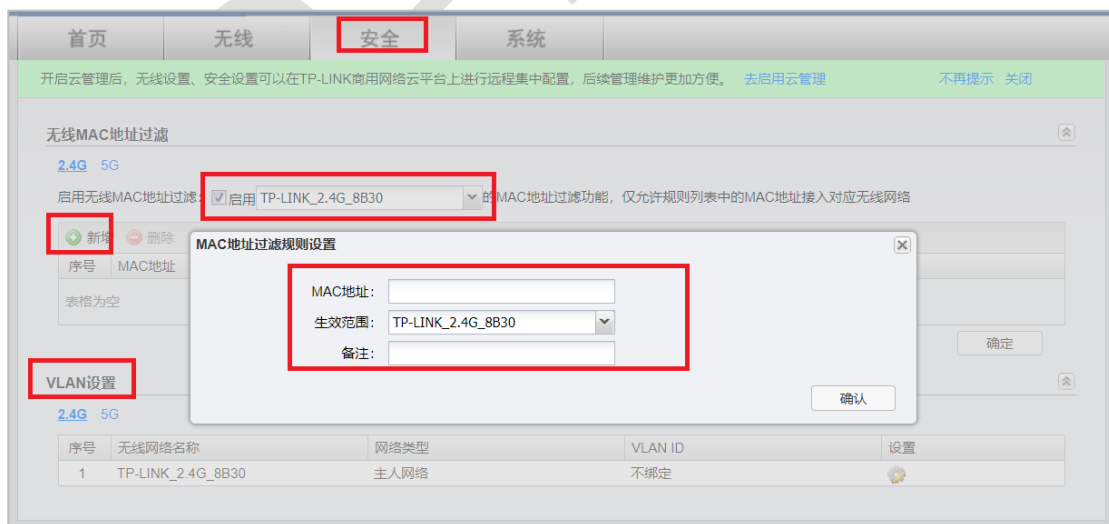 首页 无线 安全 系统
开启云管理后，无线设置、安全设置可以在TP-LINK商用网络云平台上进行远程集中配置，后续管理维护更加方便。 去启用云管理 不再提示 关闭
无线MAC地址过滤
2.4G 5G
启用无线MAC地址过滤: 启用 TP-LINK_2.4G_8B30 的MAC地址过滤功能，仅允许规则列表中的MAC地址接入对应无线网络
新增 删除
序号 MAC地址
表格为空
MAC地址过滤规则设置
MAC地址:
生效范围: TP-LINK_2.4G_8B30
备注:
确认
确定
VLAN设置
2.4G 5G
序号 无线网络名称 网络类型 VLAN ID 设置
1 TP-LINK_2.4G_8B30 主人网络 不绑定